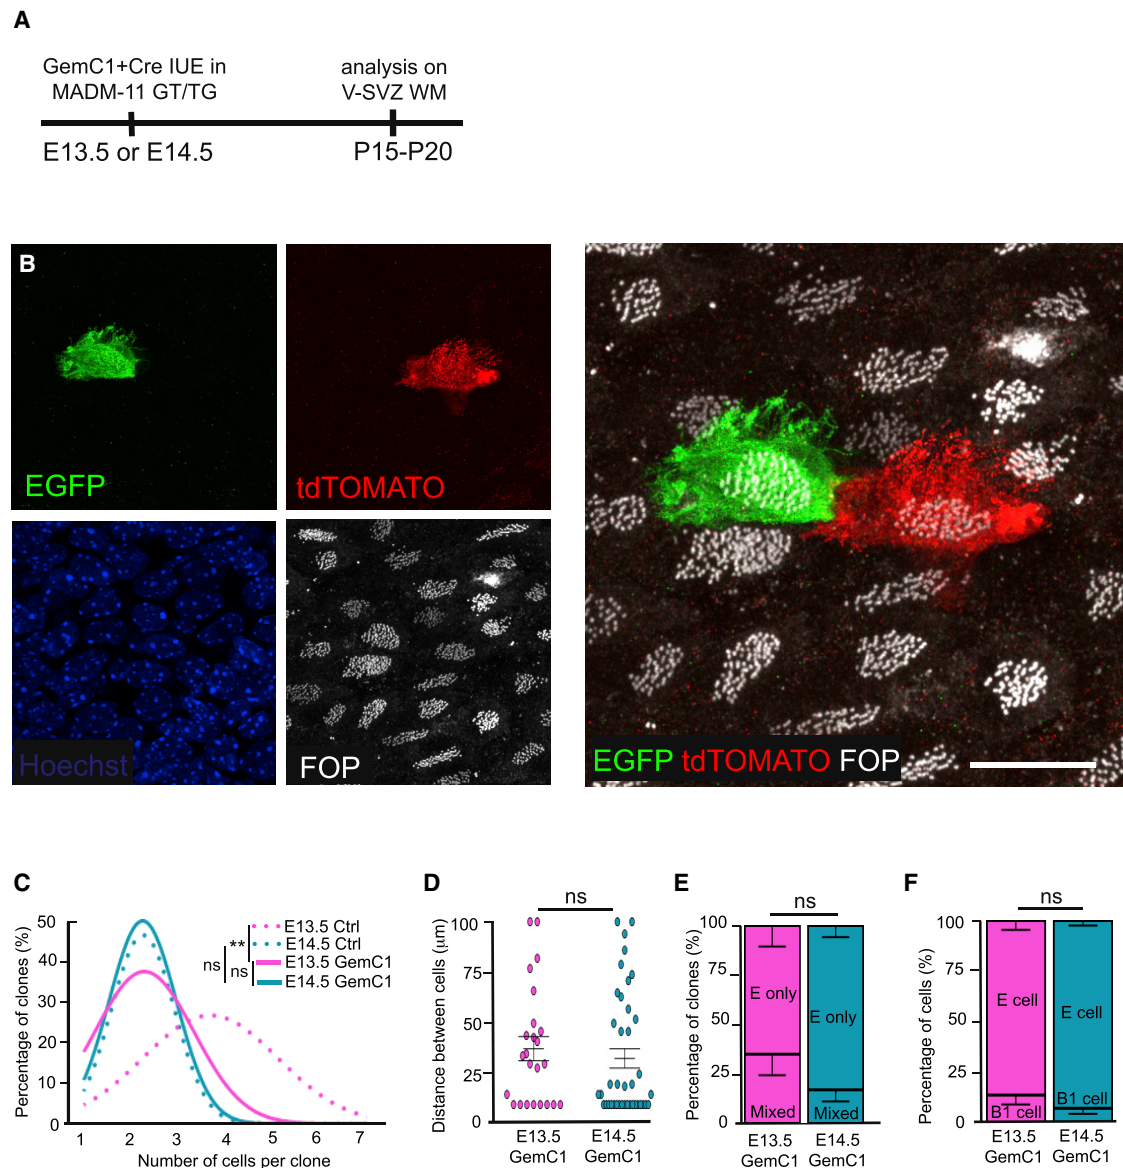 A
GemC1+Cre IUE in
MADM-11 GT/TG
analysis on
V-SVZ WM
E13.5 or E14.5
P15-P20
B
EGFP
tdTOMATO
Hoechst
FOP
EGFP tdTOMATO FOP
C
Percentage of clones (%)
50
40
30
20
10
0
1 2 3 4 5 6 7
Number of cells per clone
E13.5 Ctrl
E14.5 Ctrl
E13.5 GemC1
E14.5 GemC1
**
ns
ns
D
ns
Distance between cells (μm)
100
75
50
25
0
E13.5
GemC1
E14.5
GemC1
E
ns
Percentage of clones (%)
100
75
50
25
0
E only
Mixed
E only
Mixed
E13.5
GemC1
E14.5
GemC1
F
ns
Percentage of cells (%)
100
75
50
25
0
E cell
B1 cell
E cell
B1 cell
E13.5
GemC1
E14.5
GemC1